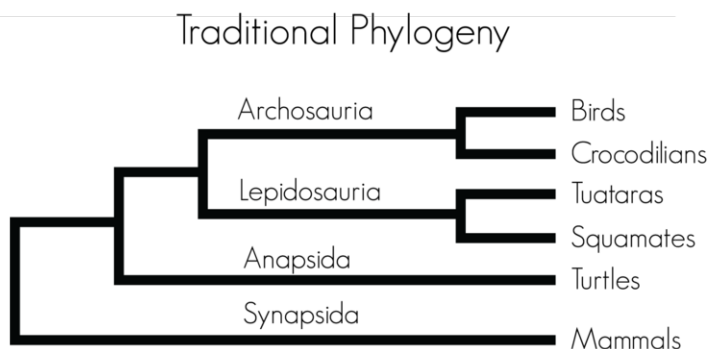 Traditional Phylogeny
Archosauria
Birds
Crocodilians
Lepidosauria
Tuataras
Squamates
Anapsida
Turtles
Synapsida
Mammals